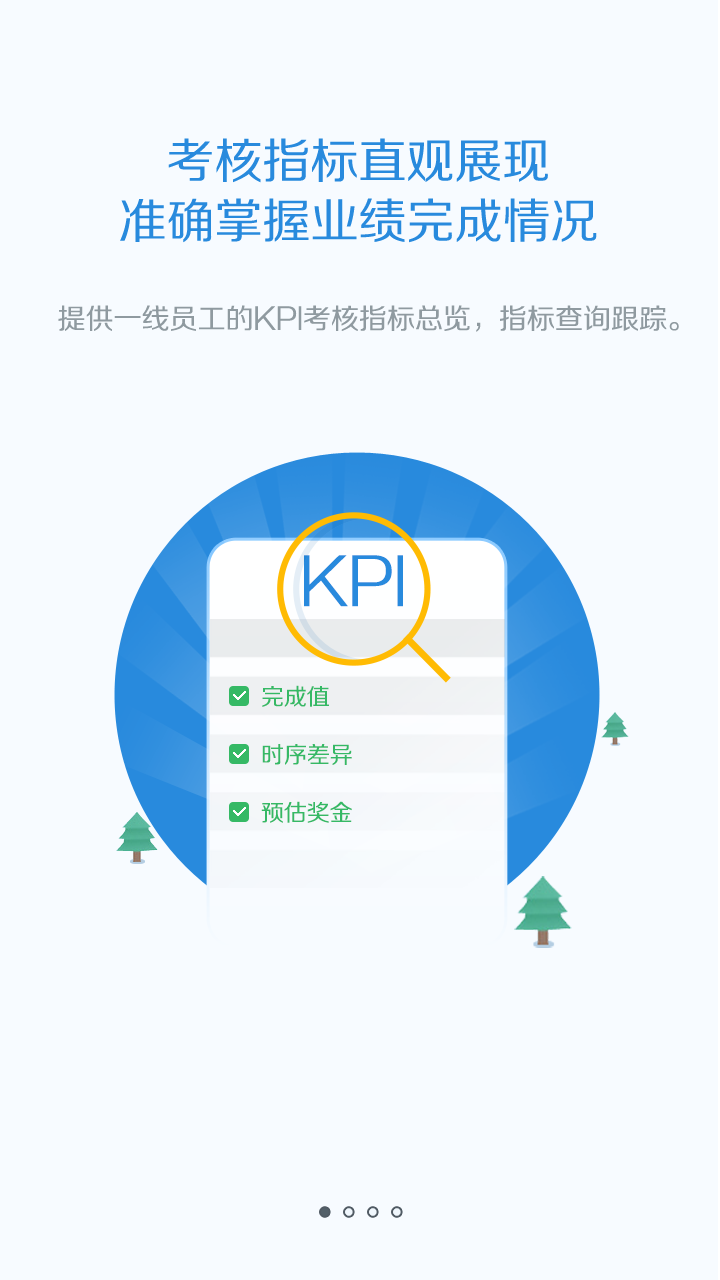 考核指标直观展现
准确掌握业绩完成情况
提供一线员工的KPI考核指标总览，指标查询跟踪。
KPI
完成值
时序差异
预估奖金